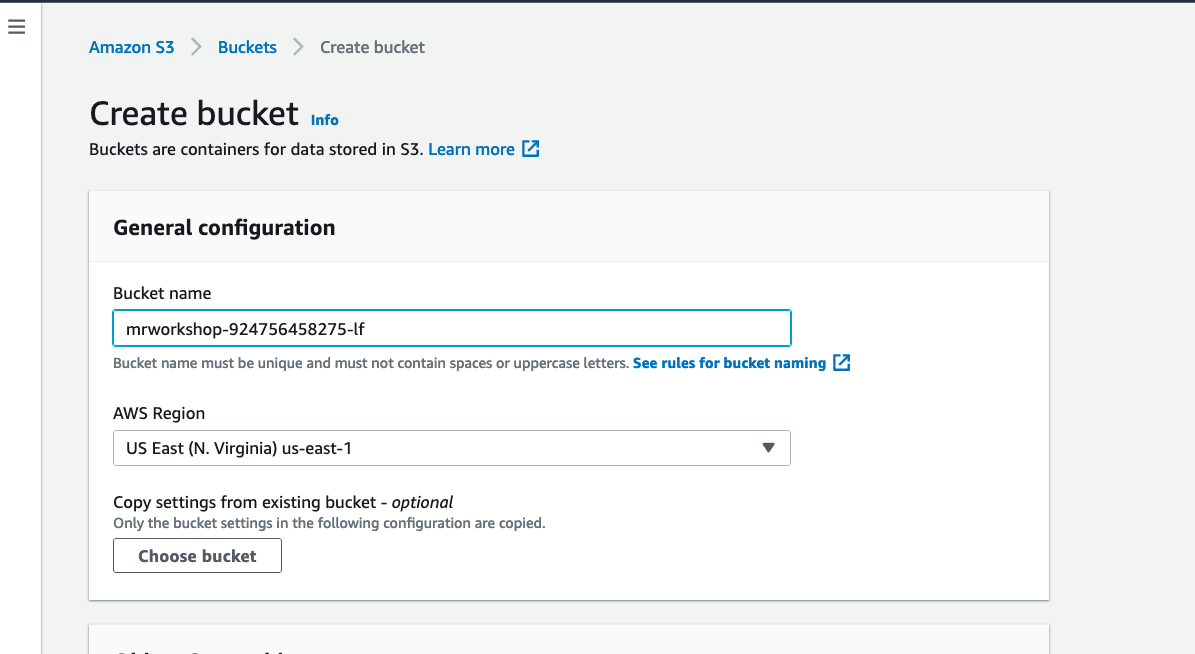 Amazon S3 > Buckets > Create bucket
Create bucket Info
Buckets are containers for data stored in S3. Learn more
General configuration
Bucket name
mrworkshop-924756458275-lf
Bucket name must be unique and must not contain spaces or uppercase letters. See rules for bucket naming
AWS Region
US East (N. Virginia) us-east-1
Copy settings from existing bucket - optional
Only the bucket settings in the following configuration are copied.
Choose bucket